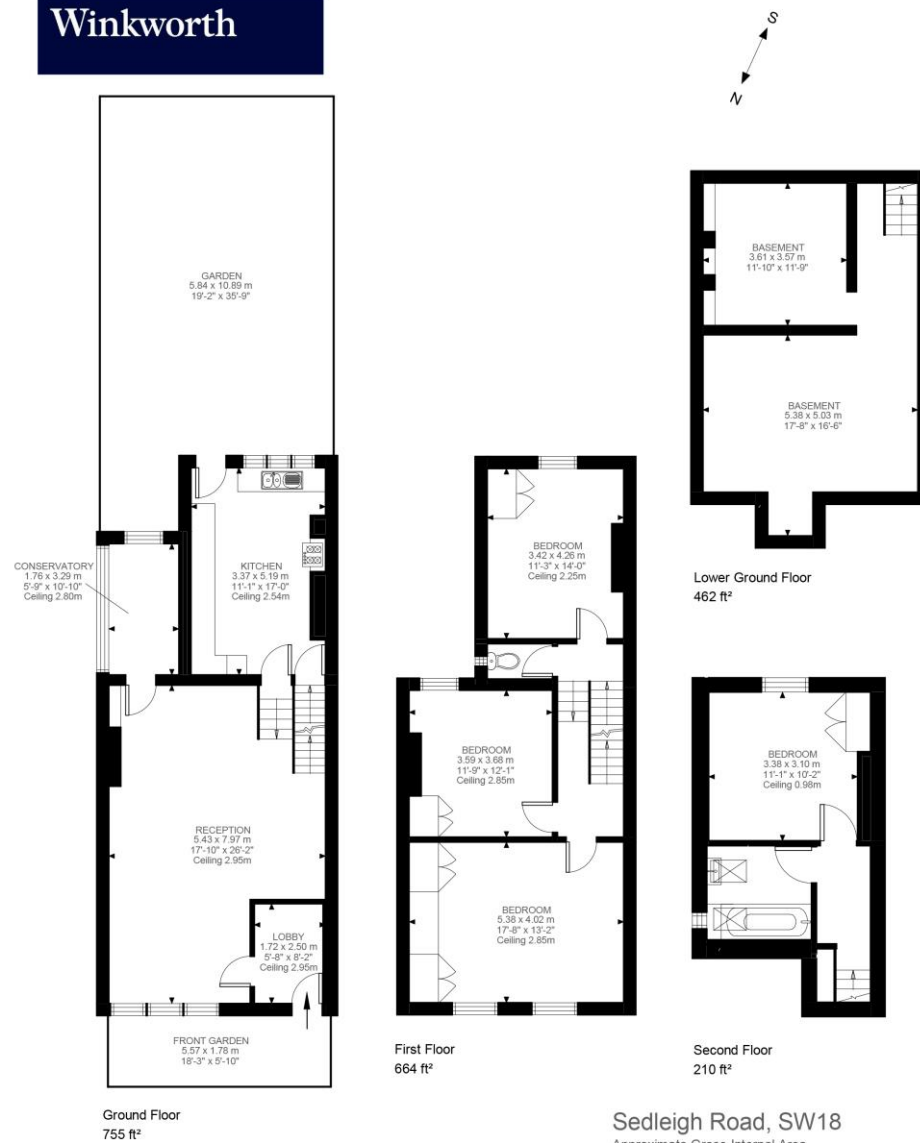 Winkworth
S
N
GARDEN
5.84 x 10.89 m
19'-2" x 35'-9"
CONSERVATORY
1.76 x 3.29 m
5'-9" x 10'-10"
Ceiling 2.80m
KITCHEN
3.37 x 5.19 m
11'-1" x 17'-0"
Ceiling 2.54m
RECEPTION
5.43 x 7.97 m
17'-10" x 26'-2"
Ceiling 2.95m
LOBBY
1.72 x 2.50 m
5'-8" x 8'-2"
Ceiling 2.95m
FRONT GARDEN
5.57 x 1.78 m
18'-3" x 5'-10"
Ground Floor
755 ft²
BEDROOM
3.42 x 4.26 m
11'-3" x 14'-0"
Ceiling 2.25m
BEDROOM
3.59 x 3.68 m
11'-9" x 12'-1"
Ceiling 2.85m
BEDROOM
5.38 x 4.02 m
17'-8" x 13'-2"
Ceiling 2.85m
First Floor
664 ft²
BASEMENT
3.61 x 3.57 m
11'-10" x 11'-9"
BASEMENT
5.38 x 5.03 m
17'-8" x 16'-6"
Lower Ground Floor
462 ft²
BEDROOM
3.38 x 3.10 m
11'-1" x 10'-2"
Ceiling 0.98m
Second Floor
210 ft²
Sedleigh Road, SW18
Approximate Gross Internal Area